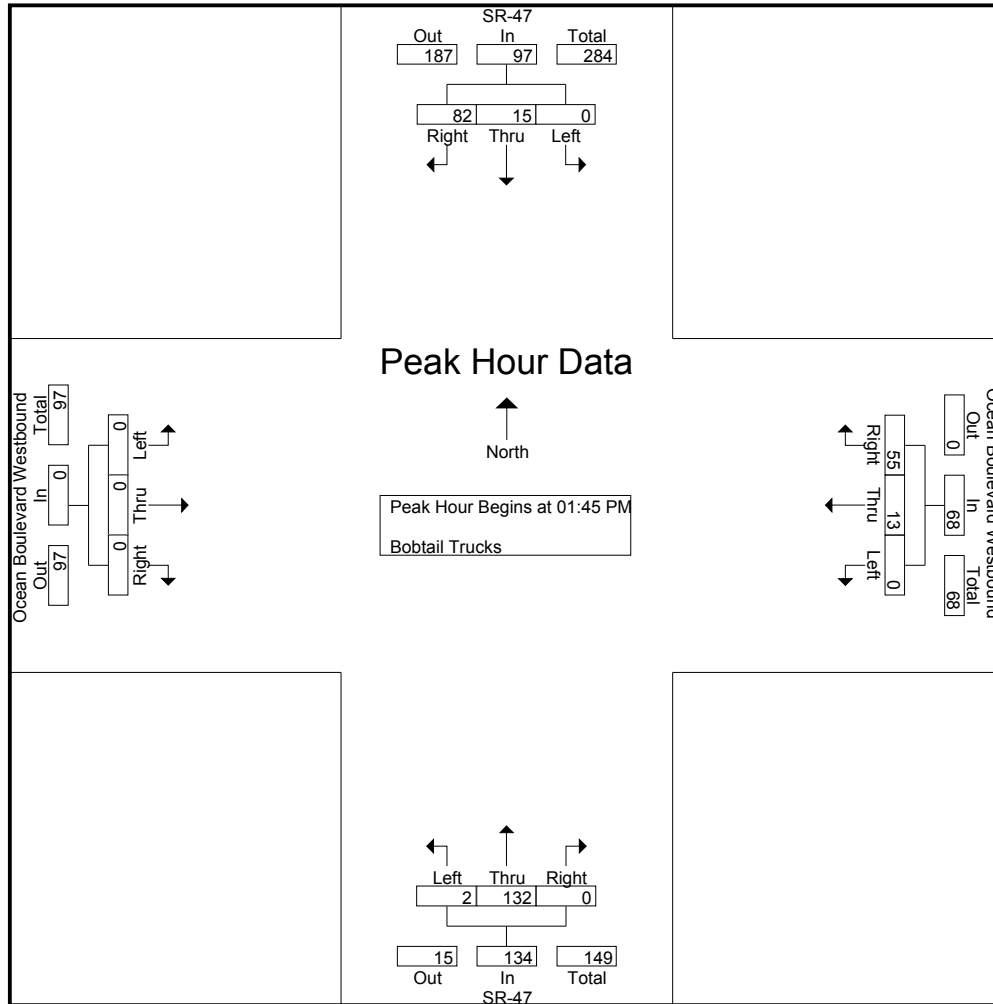 SR-47
Out In Total
187 97 284
82 15 0
Right Thru Left
Peak Hour Data
North
Peak Hour Begins at 01:45 PM
Bobtail Trucks
Ocean Boulevard Westbound
Total In Out
97 0 97
0 0 0
Left Thru Right
Ocean Boulevard Westbound
Out In Total
0 68 68
55 13 0
Right Thru Left
Left Thru Right
2 132 0
15 134 149
Out In Total
SR-47